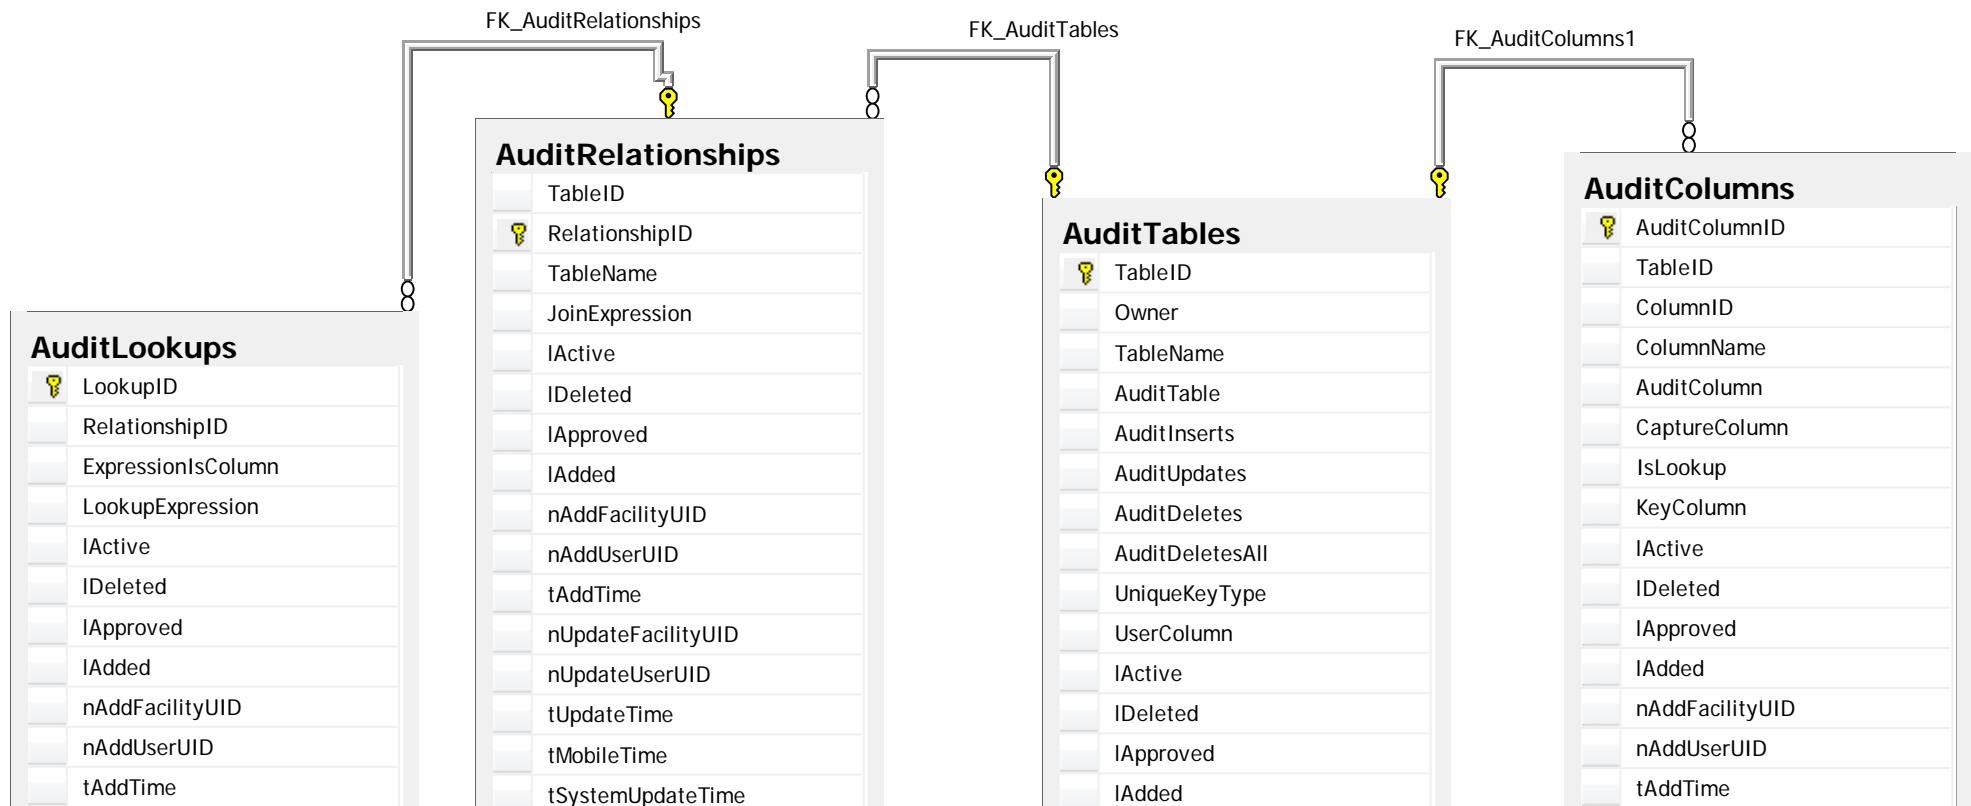 FK_AuditRelationships
FK_AuditTables
FK_AuditColumns1
AuditLookups
LookupID
RelationshipID
ExpressionIsColumn
LookupExpression
lActive
lDeleted
lApproved
lAdded
nAddFacilityUID
nAddUserUID
tAddTime
AuditRelationships
TableID
RelationshipID
TableName
JoinExpression
lActive
lDeleted
lApproved
lAdded
nAddFacilityUID
nAddUserUID
tAddTime
nUpdateFacilityUID
nUpdateUserUID
tUpdateTime
tMobileTime
tSystemUpdateTime
AuditTables
TableID
Owner
TableName
AuditTable
AuditInserts
AuditUpdates
AuditDeletes
AuditDeletesAll
UniqueKeyType
UserColumn
lActive
lDeleted
lApproved
lAdded
AuditColumns
AuditColumnID
TableID
ColumnID
ColumnName
AuditColumn
CaptureColumn
IsLookup
KeyColumn
lActive
lDeleted
lApproved
lAdded
nAddFacilityUID
nAddUserUID
tAddTime